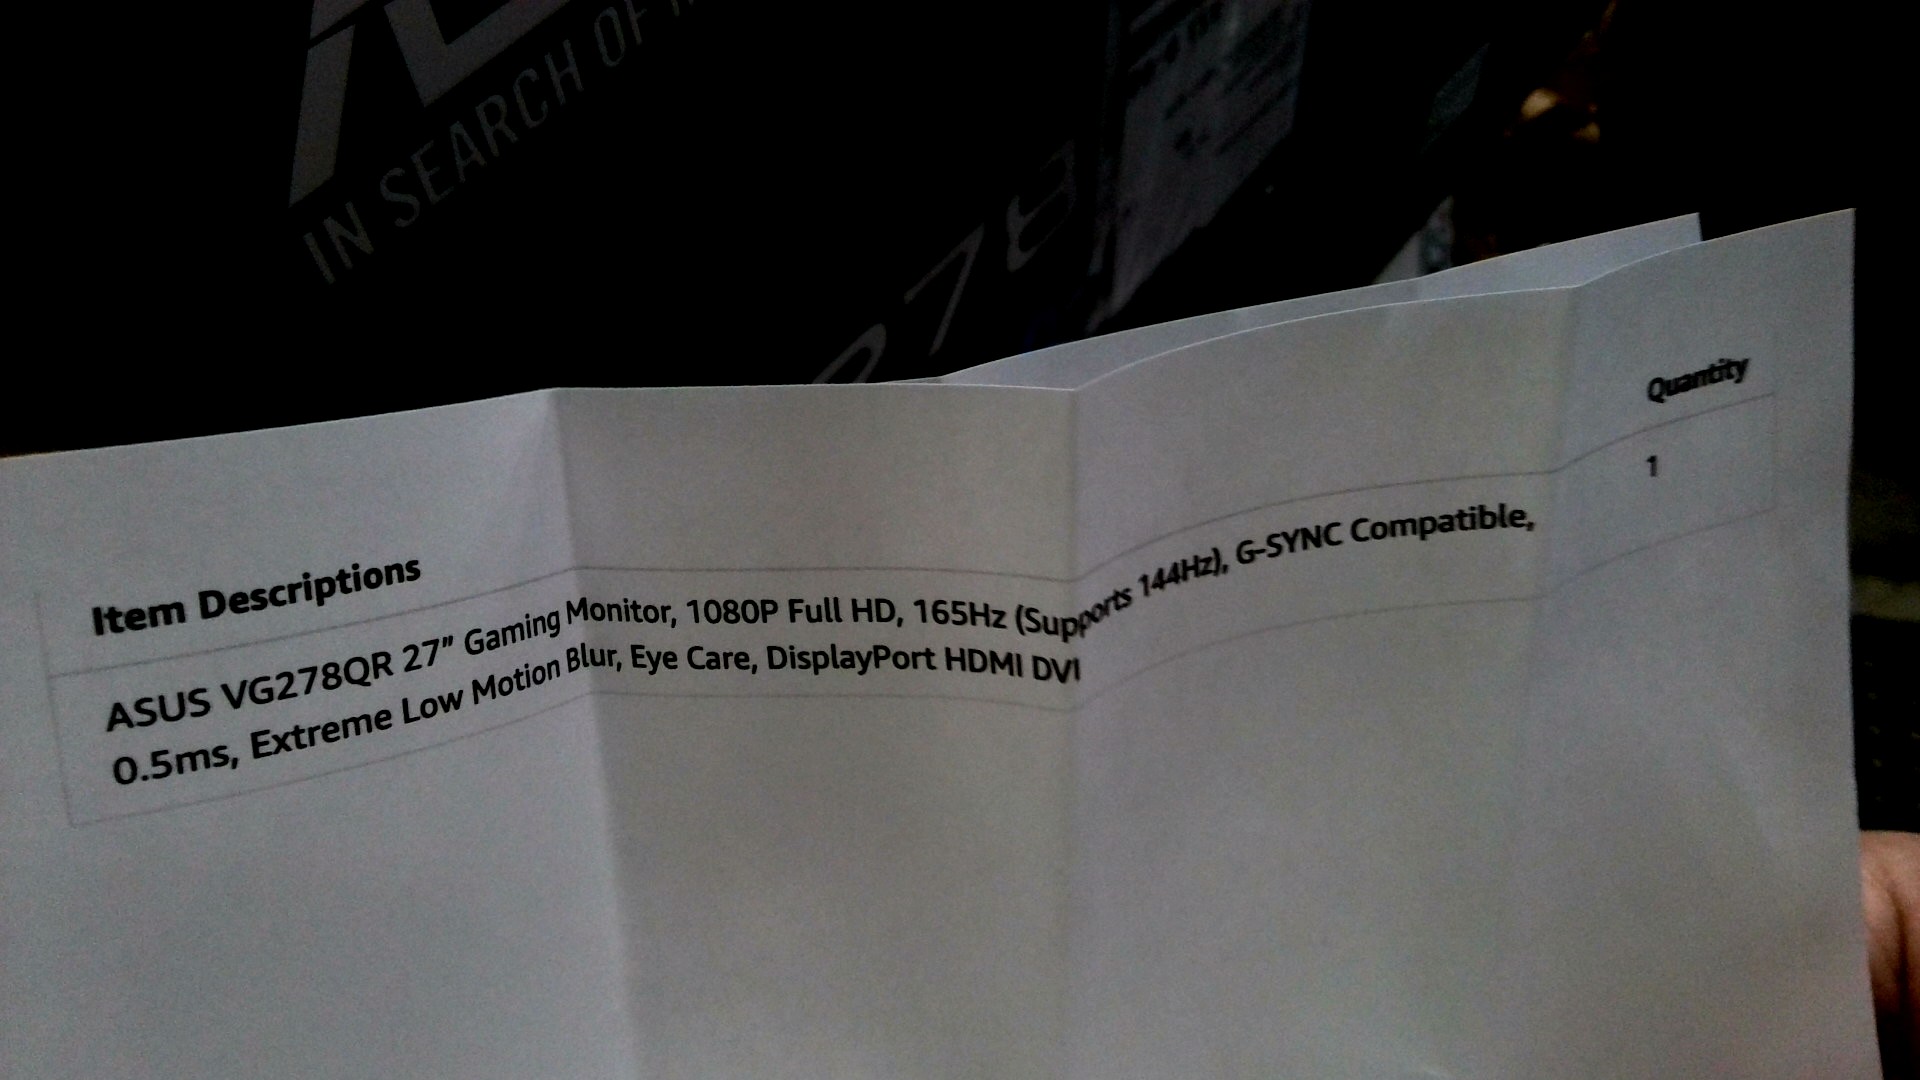 IN SEARCH OF
278
Item Descriptions
Quantity
ASUS VG278QR 27" Gaming Monitor, 1080P Full HD, 165Hz (Supports 144Hz), G-SYNC Compatible,
1
0.5ms, Extreme Low Motion Blur, Eye Care, DisplayPort HDMI DVI